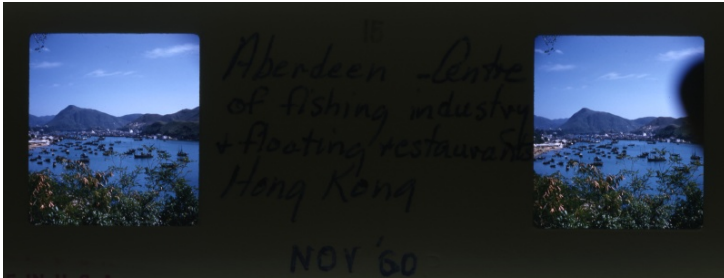 16
Aberdeen - Centre
of fishing industry
+ floating restaurants
Hong Kong
NOV '60